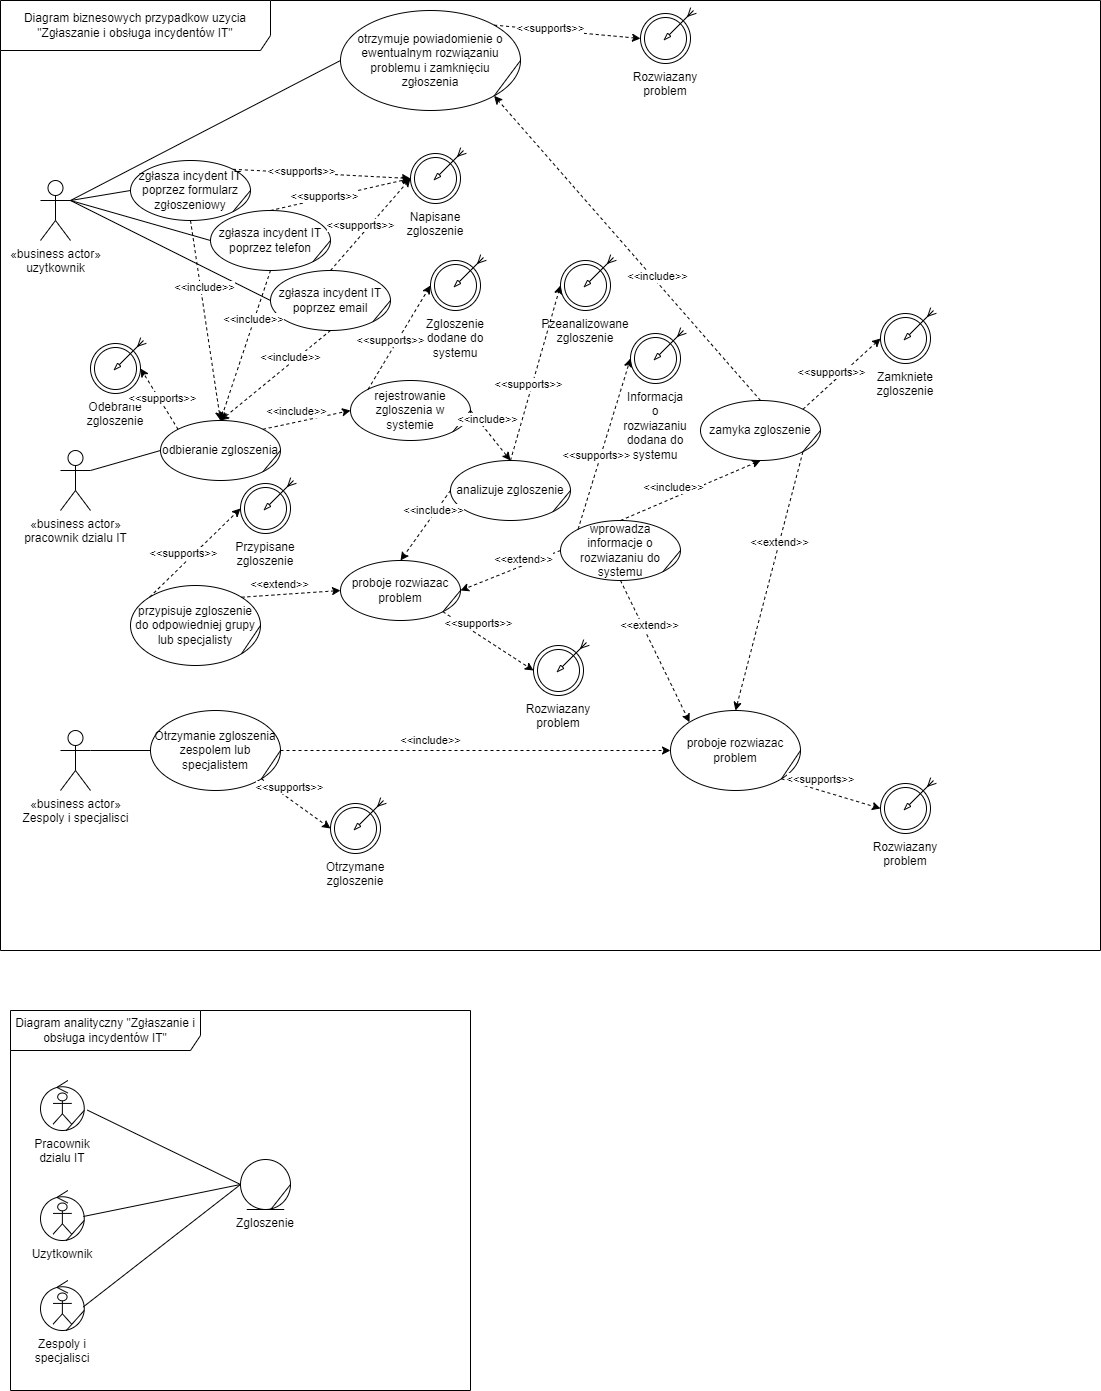 Diagram biznesowych przypadkow uzycia
"Zgłaszanie i obsługa incydentów IT"
otrzymuje powiadomienie o
ewentualnym rozwiązaniu
problemu i zamknięciu
zgłoszenia
<<supports>>
Rozwiazany
problem
zgłasza incydent IT
poprzez formularz
zgłoszeniowy
<<supports>>
<<supports>>
<<supports>>
Napisane
zgloszenie
«business actor»
uzytkownik
zgłasza incydent IT
poprzez telefon
zgłasza incydent IT
poprzez email
<<include>>
<<include>>
<<include>>
<<include>>
Zgloszenie
dodane do
systemu
<<supports>>
Pzeanalizowane
zgloszenie
<<supports>>
Informacja
o
rozwiazaniu
dodana do
systemu
<<supports>>
Zamkniete
zgloszenie
<<supports>>
Odebrane
zgloszenie
<<supports>>
odbieranie zgloszenia
<<include>>
rejestrowanie
zgloszenia w
systemie
<<include>>
zamyka zgloszenie
«business actor»
pracownik dzialu IT
analizuje zgloszenie
<<include>>
<<include>>
Przypisane
zgloszenie
<<supports>>
wprowadza
informacje o
rozwiazaniu do
systemu
<<extend>>
<<extend>>
<<extend>>
<<extend>>
przypisuje zgloszenie
do odpowiedniej grupy
lub specjalisty
proboje rozwiazac
problem
<<supports>>
Rozwiazany
problem
«business actor»
Zespoly i specjalisci
Otrzymanie zgloszenia
zespolem lub
specjalistem
<<include>>
proboje rozwiazac
problem
<<supports>>
Otrzymane
zgloszenie
<<supports>>
Rozwiazany
problem
Diagram analityczny "Zgłaszanie i
obsługa incydentów IT"
Pracownik
dzialu IT
Uzytkownik
Zespoly i
specjalisci
Zgloszenie